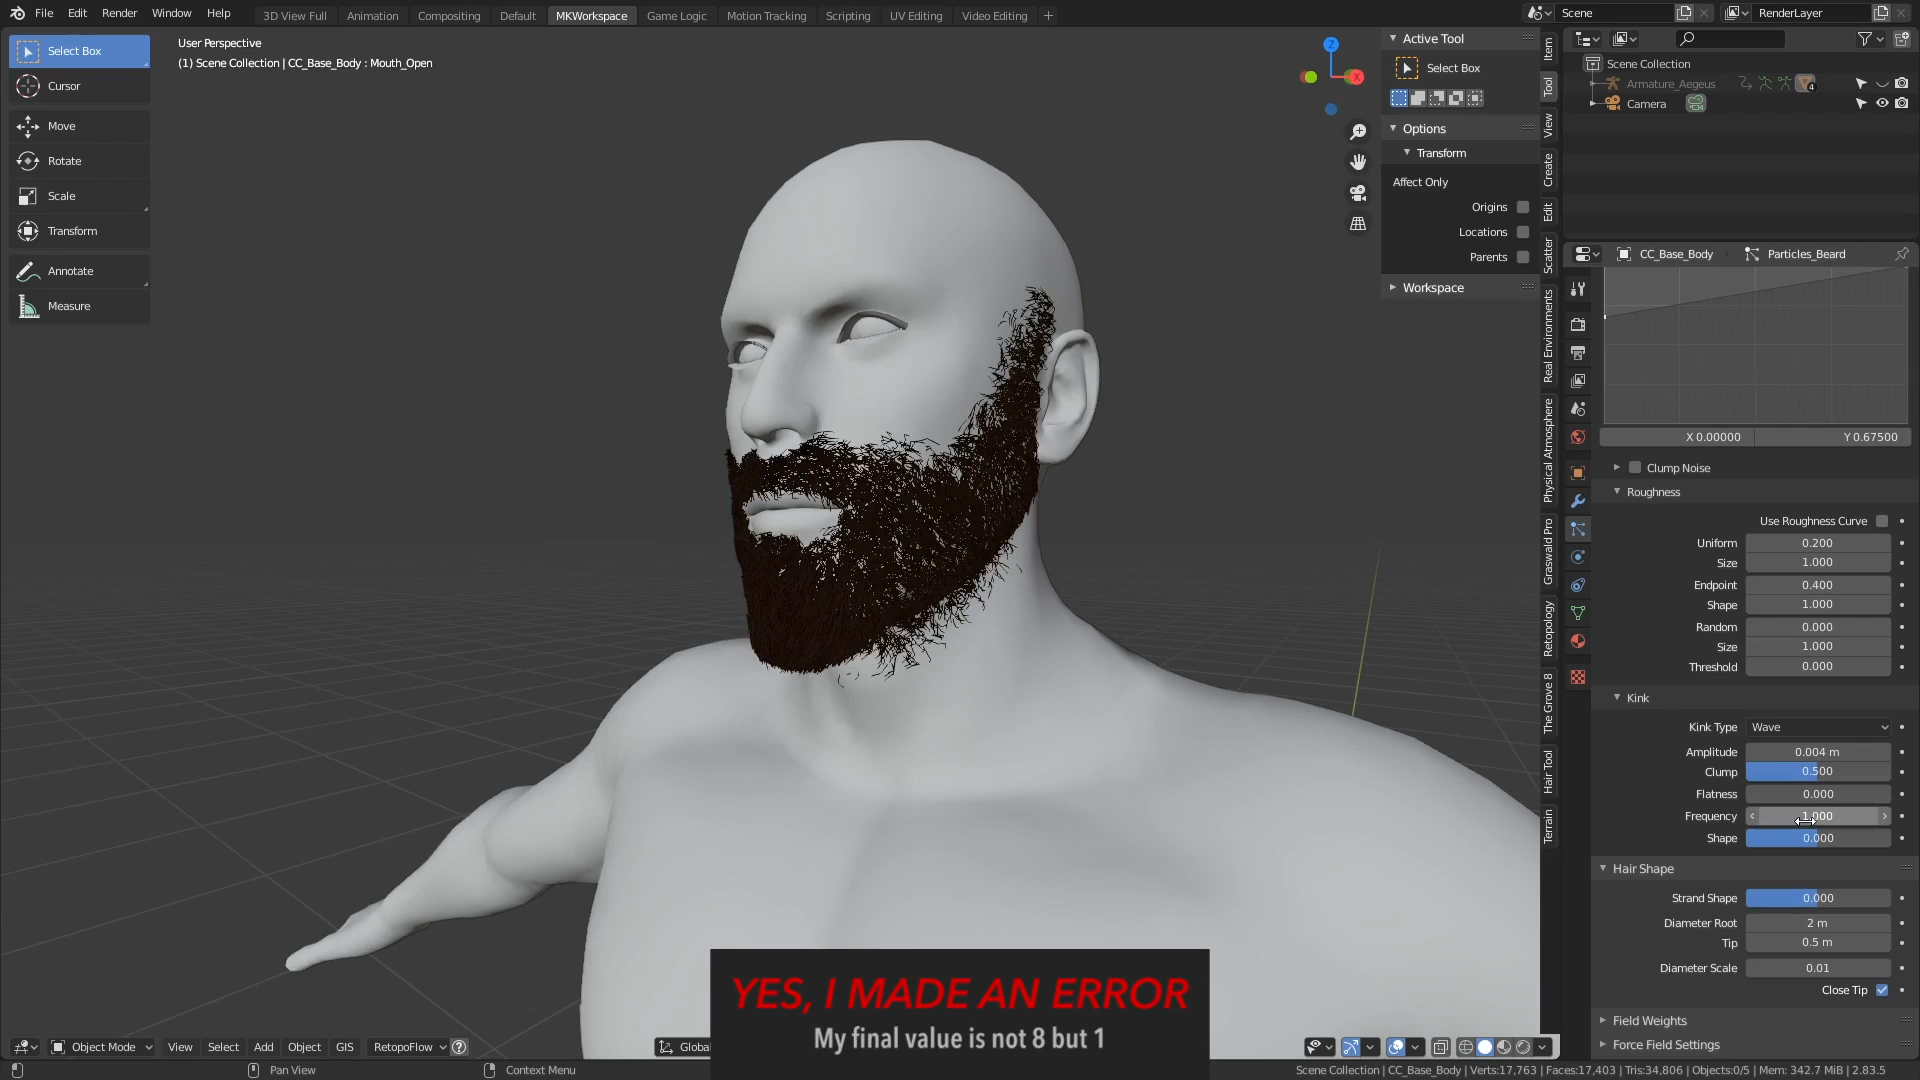 File Edit Render Window Help 3D View Full Animation Compositing Default MKWorkspace Game Logic Motion Tracking Scripting UV Editing Video Editing + Scene RenderLayer
Select Box
Cursor
Move
Rotate
Scale
Transform
Annotate
Measure
User Perspective
(1) Scene Collection | CC_Base_Body : Mouth_Open
Z
X
Active Tool
Select Box
Options
Transform
Affect Only
Origins
Locations
Parents
Workspace
Item
Tool
View
Create
Edit
Scatter
Real Environments
Physical Atmosphere
Graswald Pro
Retopology
The Grove 8
Hair Tool
Terrain
Scene Collection
Armature_Aegeus 4
Camera
CC_Base_Body Particles_Beard
X 0.00000 Y 0.67500
Clump Noise
Roughness
Use Roughness Curve
Uniform 0.200
Size 1.000
Endpoint 0.400
Shape 1.000
Random 0.000
Size 1.000
Threshold 0.000
Kink
Kink Type Wave
Amplitude 0.004 m
Clump 0.500
Flatness 0.000
Frequency 1.000
Shape 0.000
Hair Shape
Strand Shape 0.000
Diameter Root 2 m
Tip 0.5 m
Diameter Scale 0.01
Close Tip
Field Weights
Force Field Settings
YES, I MADE AN ERROR
My final value is not 8 but 1
Object Mode View Select Add Object GIS RetopoFlow ? Global
Pan View Context Menu Scene Collection | CC_Base_Body | Verts:17,763 | Faces:17,403 | Tris:34,806 | Objects:0/5 | Mem: 342.7 MiB | 2.83.5